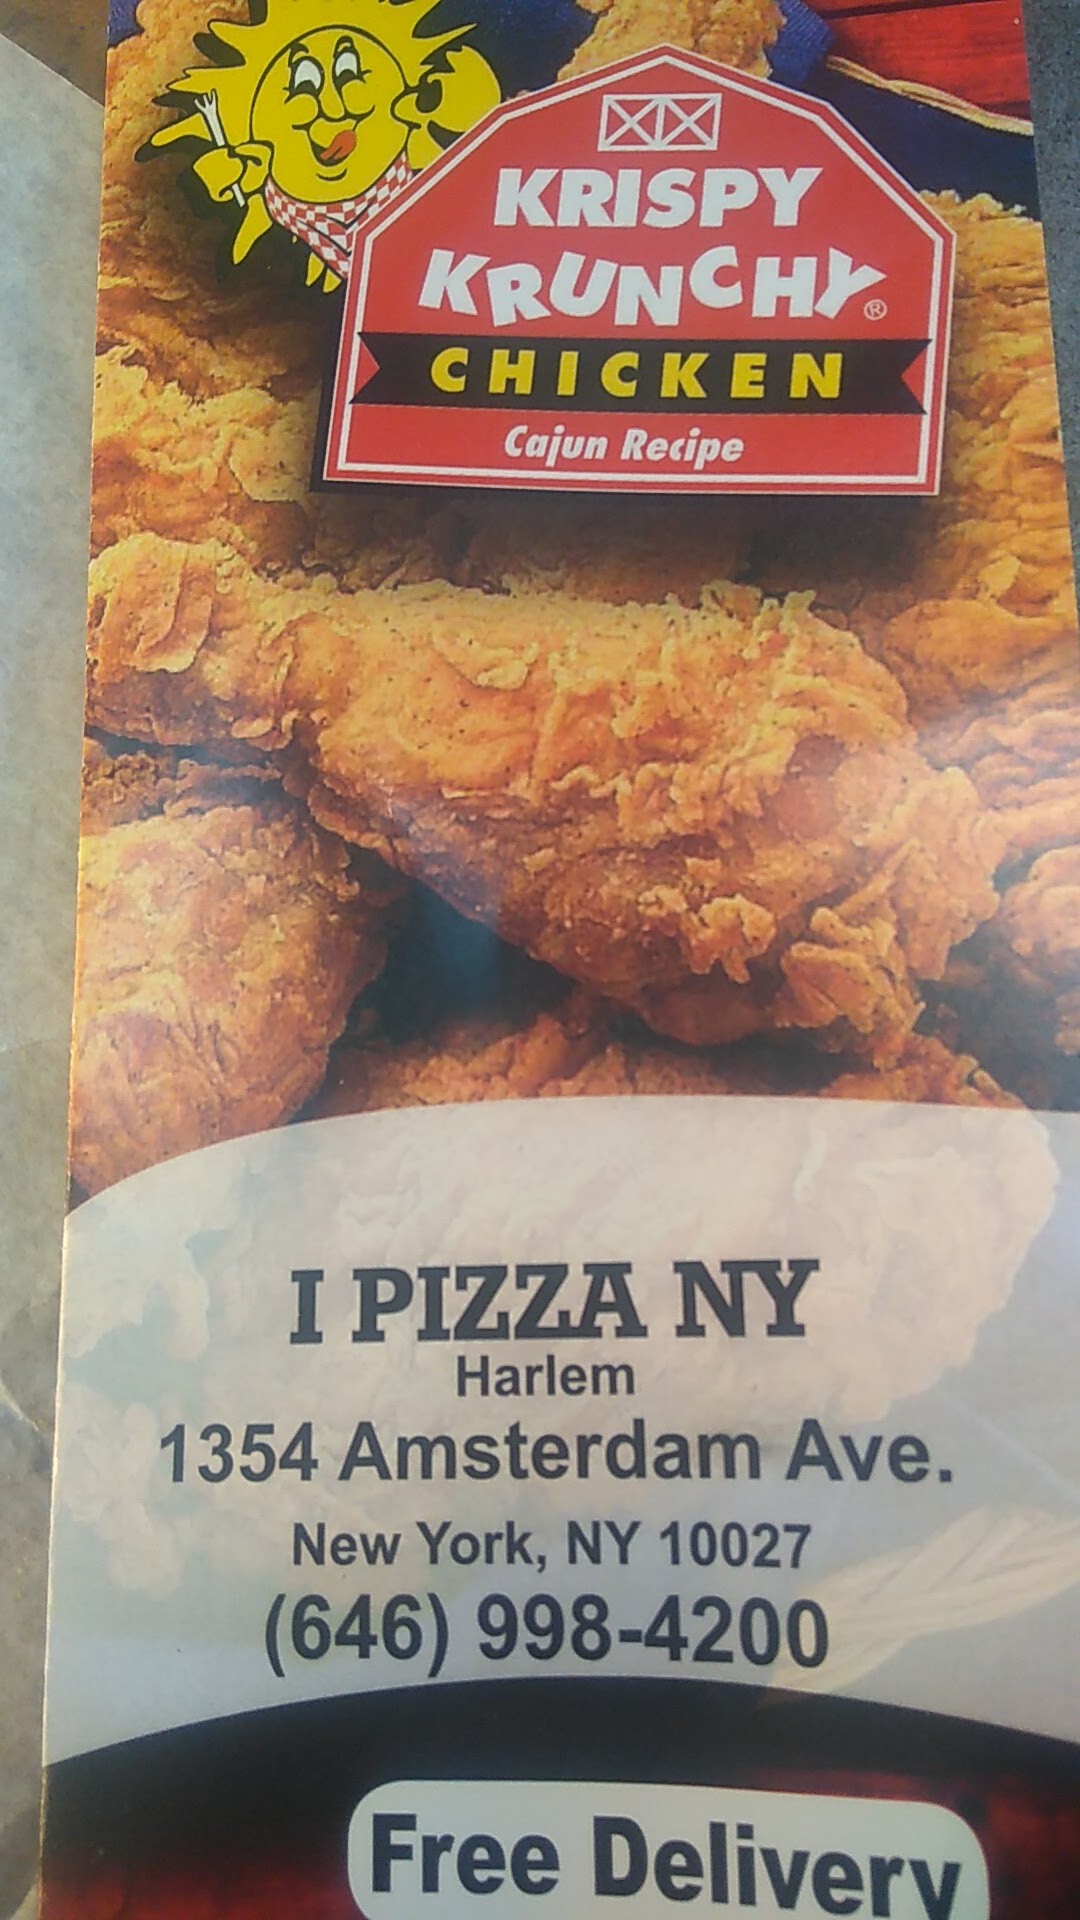 KRISPY
KRUNCHY®
CHICKEN
Cajun Recipe
I PIZZA NY
Harlem
1354 Amsterdam Ave.
New York, NY 10027
(646) 998-4200
Free Delivery